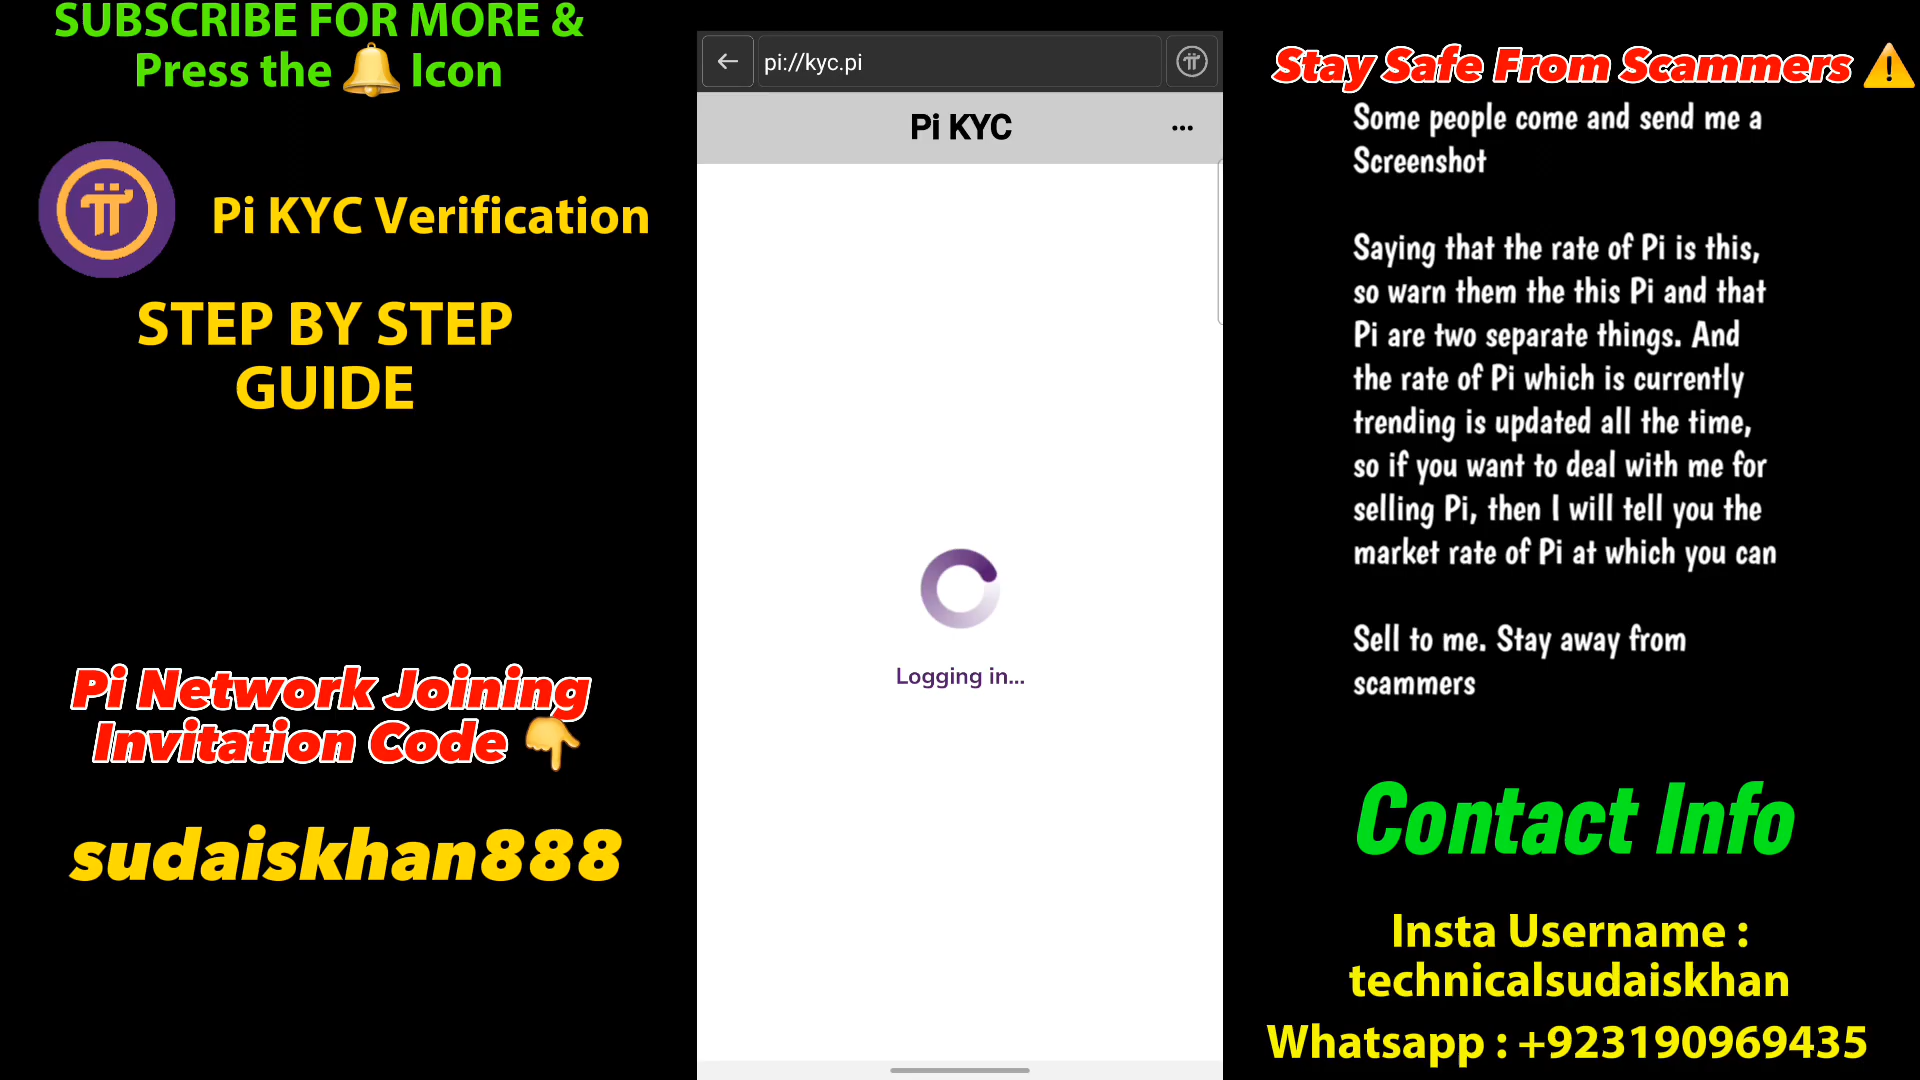 SUBSCRIBE FOR MORE &
Press the 🔔 Icon
Pi KYC Verification
STEP BY STEP
GUIDE
Pi Network Joining
Invitation Code 👇
sudaiskhan888
pi://kyc.pi
Pi KYC
Logging in...
Stay Safe From Scammers ⚠️
Some people come and send me a
Screenshot
Saying that the rate of Pi is this,
so warn them the this Pi and that
Pi are two separate things. And
the rate of Pi which is currently
trending is updated all the time,
so if you want to deal with me for
selling Pi, then I will tell you the
market rate of Pi at which you can
Sell to me. Stay away from
scammers
Contact Info
Insta Username :
technicalsudaiskhan
Whatsapp : +923190969435